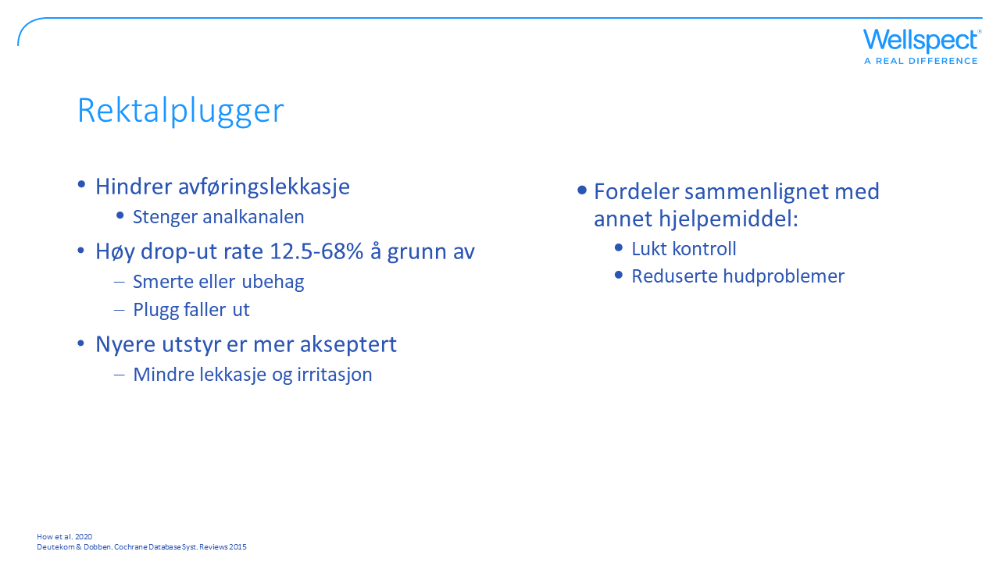 Wellspect®
A REAL DIFFERENCE
Rektalplugger
• Hindrer avføringslekkasje
• Stenger analkanalen
• Høy drop-ut rate 12.5-68% å grunn av
– Smerte eller ubehag
– Plugg faller ut
• Nyere utstyr er mer akseptert
– Mindre lekkasje og irritasjon
• Fordeler sammenlignet med
annet hjelpemiddel:
• Lukt kontroll
• Reduserte hudproblemer
How et al. 2020
Deutekom & Dobben. Cochrane Database Syst. Reviews 2015